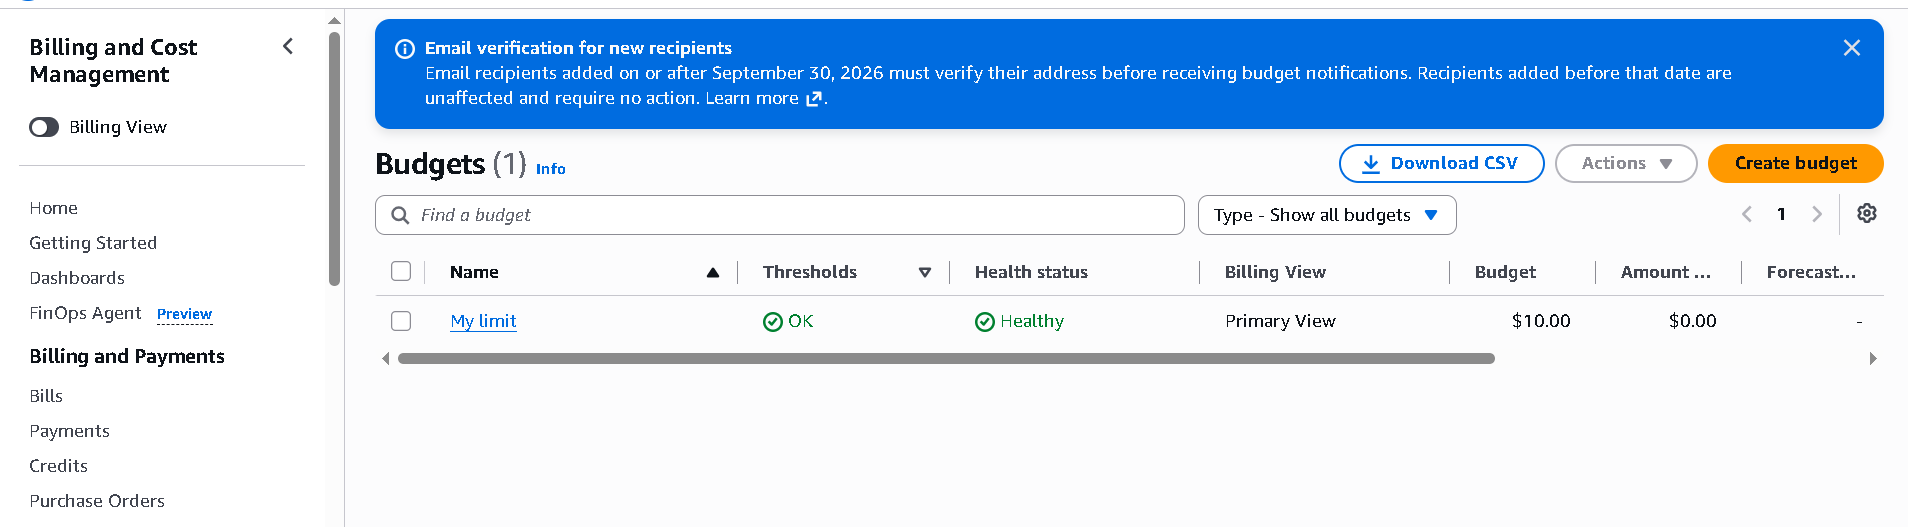 Billing and Cost
Management
Billing View
Home
Getting Started
Dashboards
FinOps Agent Preview
Billing and Payments
Bills
Payments
Credits
Purchase Orders
Email verification for new recipients
Email recipients added on or after September 30, 2026 must verify their address before receiving budget notifications. Recipients added before that date are
unaffected and require no action. Learn more .
Budgets (1) Info
Download CSV
Actions
Create budget
Find a budget
Type - Show all budgets
1
Name Thresholds Health status Billing View Budget Amount ... Forecast...
My limit OK Healthy Primary View $10.00 $0.00 -